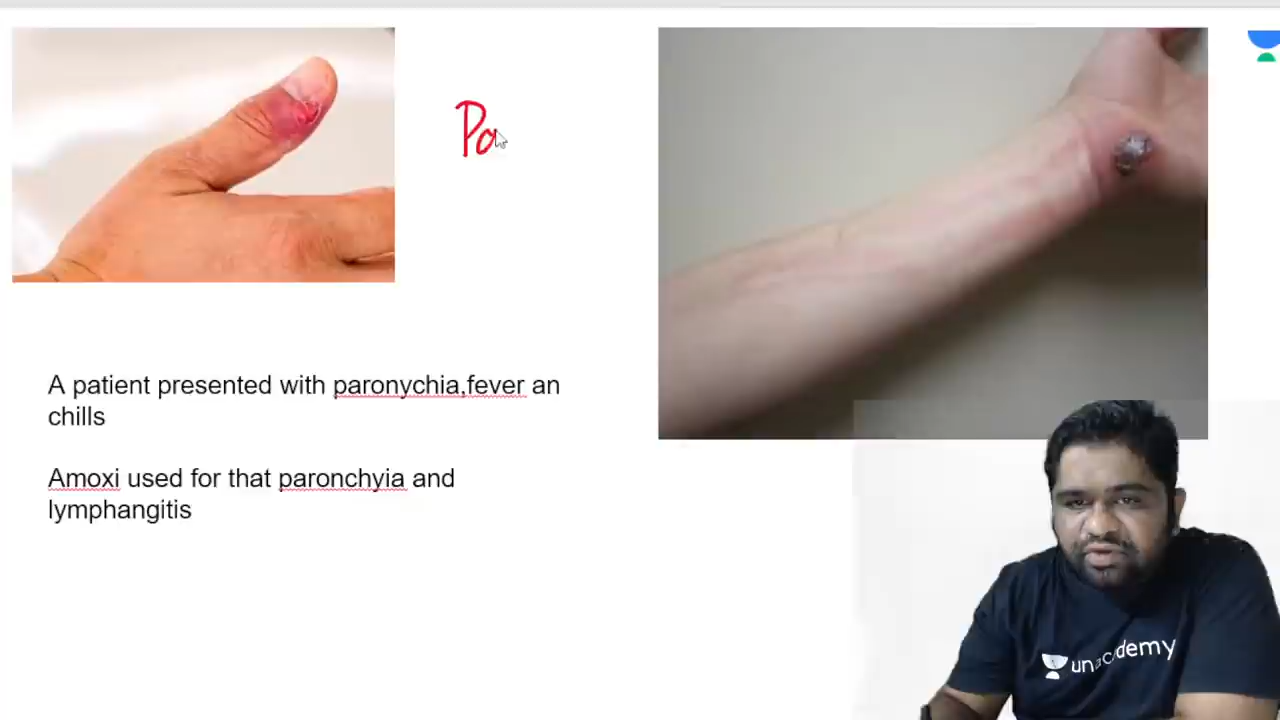 Pa
A patient presented with paronychia,fever an
chills
Amoxi used for that paronchyia and
lymphangitis
unacademy